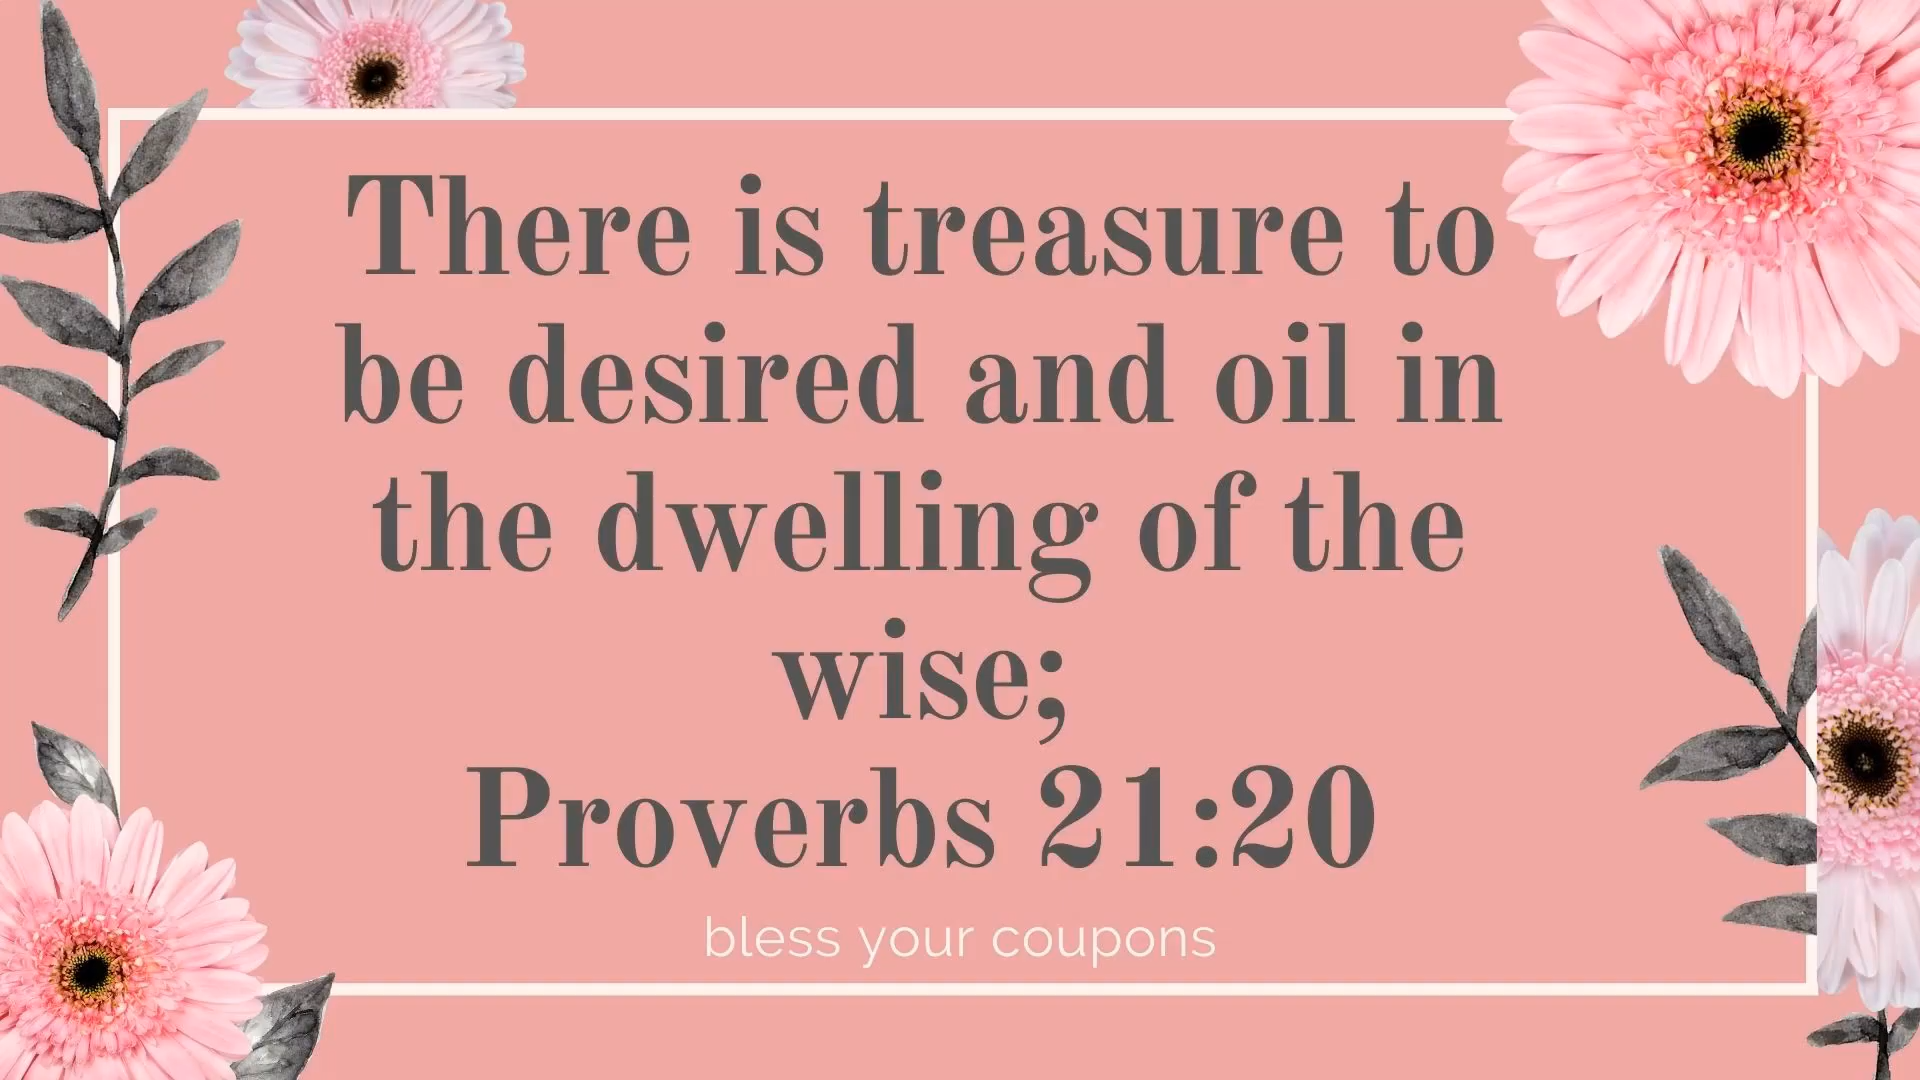 There is treasure to
be desired and oil in
the dwelling of the
wise;
Proverbs 21:20
bless your coupons